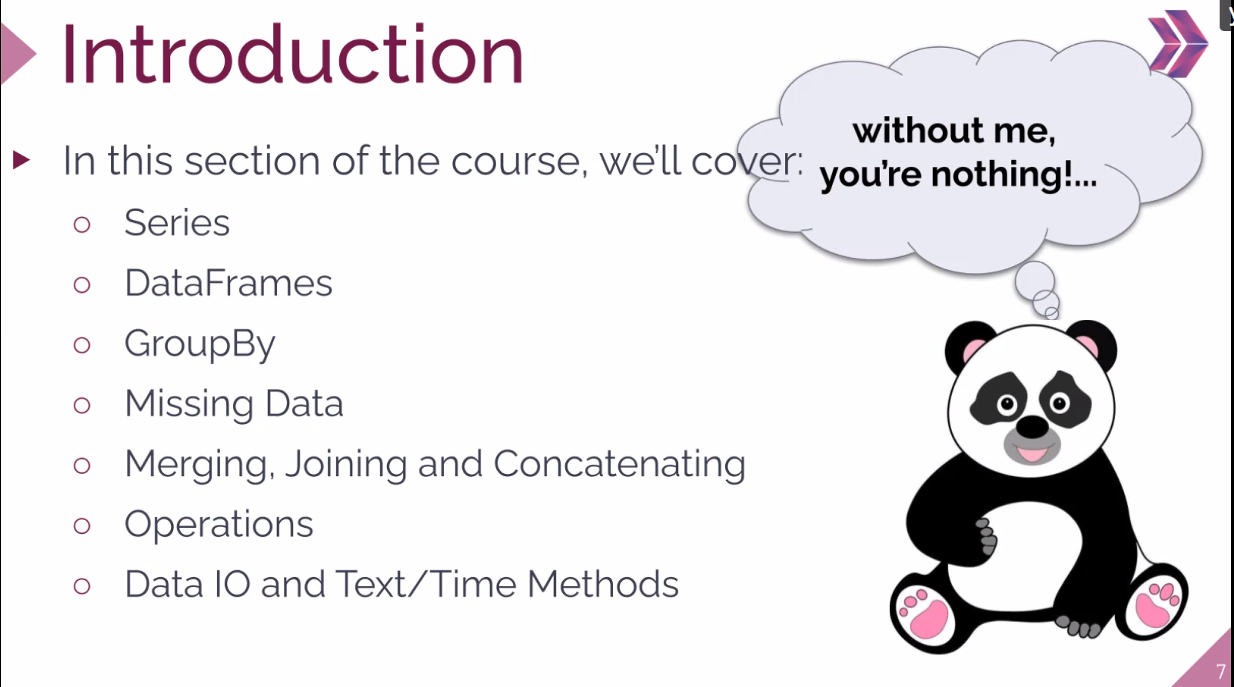 Introduction
In this section of the course, we'll cover:
Series
DataFrames
GroupBy
Missing Data
Merging, Joining and Concatenating
Operations
Data IO and Text/Time Methods
without me,
you're nothing!...
7